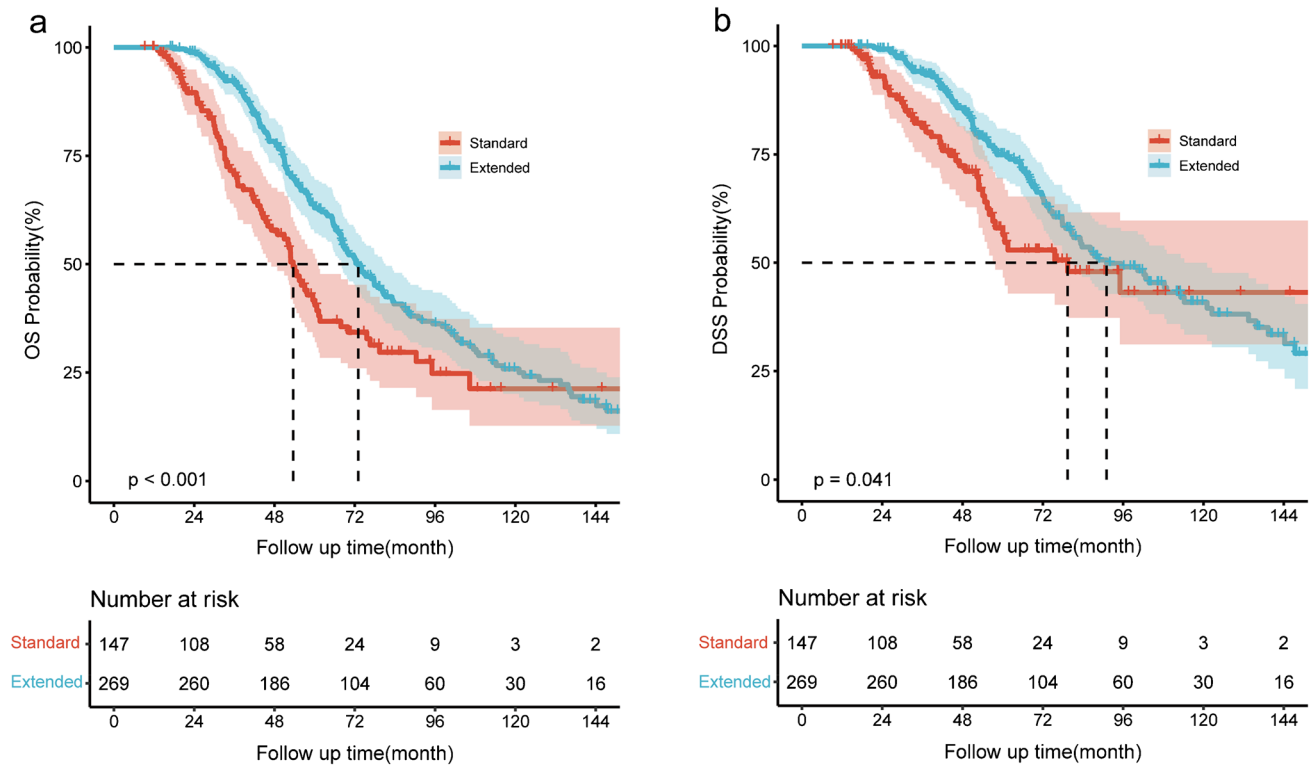 a
100
75
50
25
0
OS Probability(%)
Standard
Extended
p < 0.001
0 24 48 72 96 120 144
Follow up time(month)
Number at risk
Standard 147 108 58 24 9 3 2
Extended 269 260 186 104 60 30 16
0 24 48 72 96 120 144
Follow up time(month)
b
100
75
50
25
0
DSS Probability(%)
Standard
Extended
p = 0.041
0 24 48 72 96 120 144
Follow up time(month)
Number at risk
Standard 147 108 58 24 9 3 2
Extended 269 260 186 104 60 30 16
0 24 48 72 96 120 144
Follow up time(month)